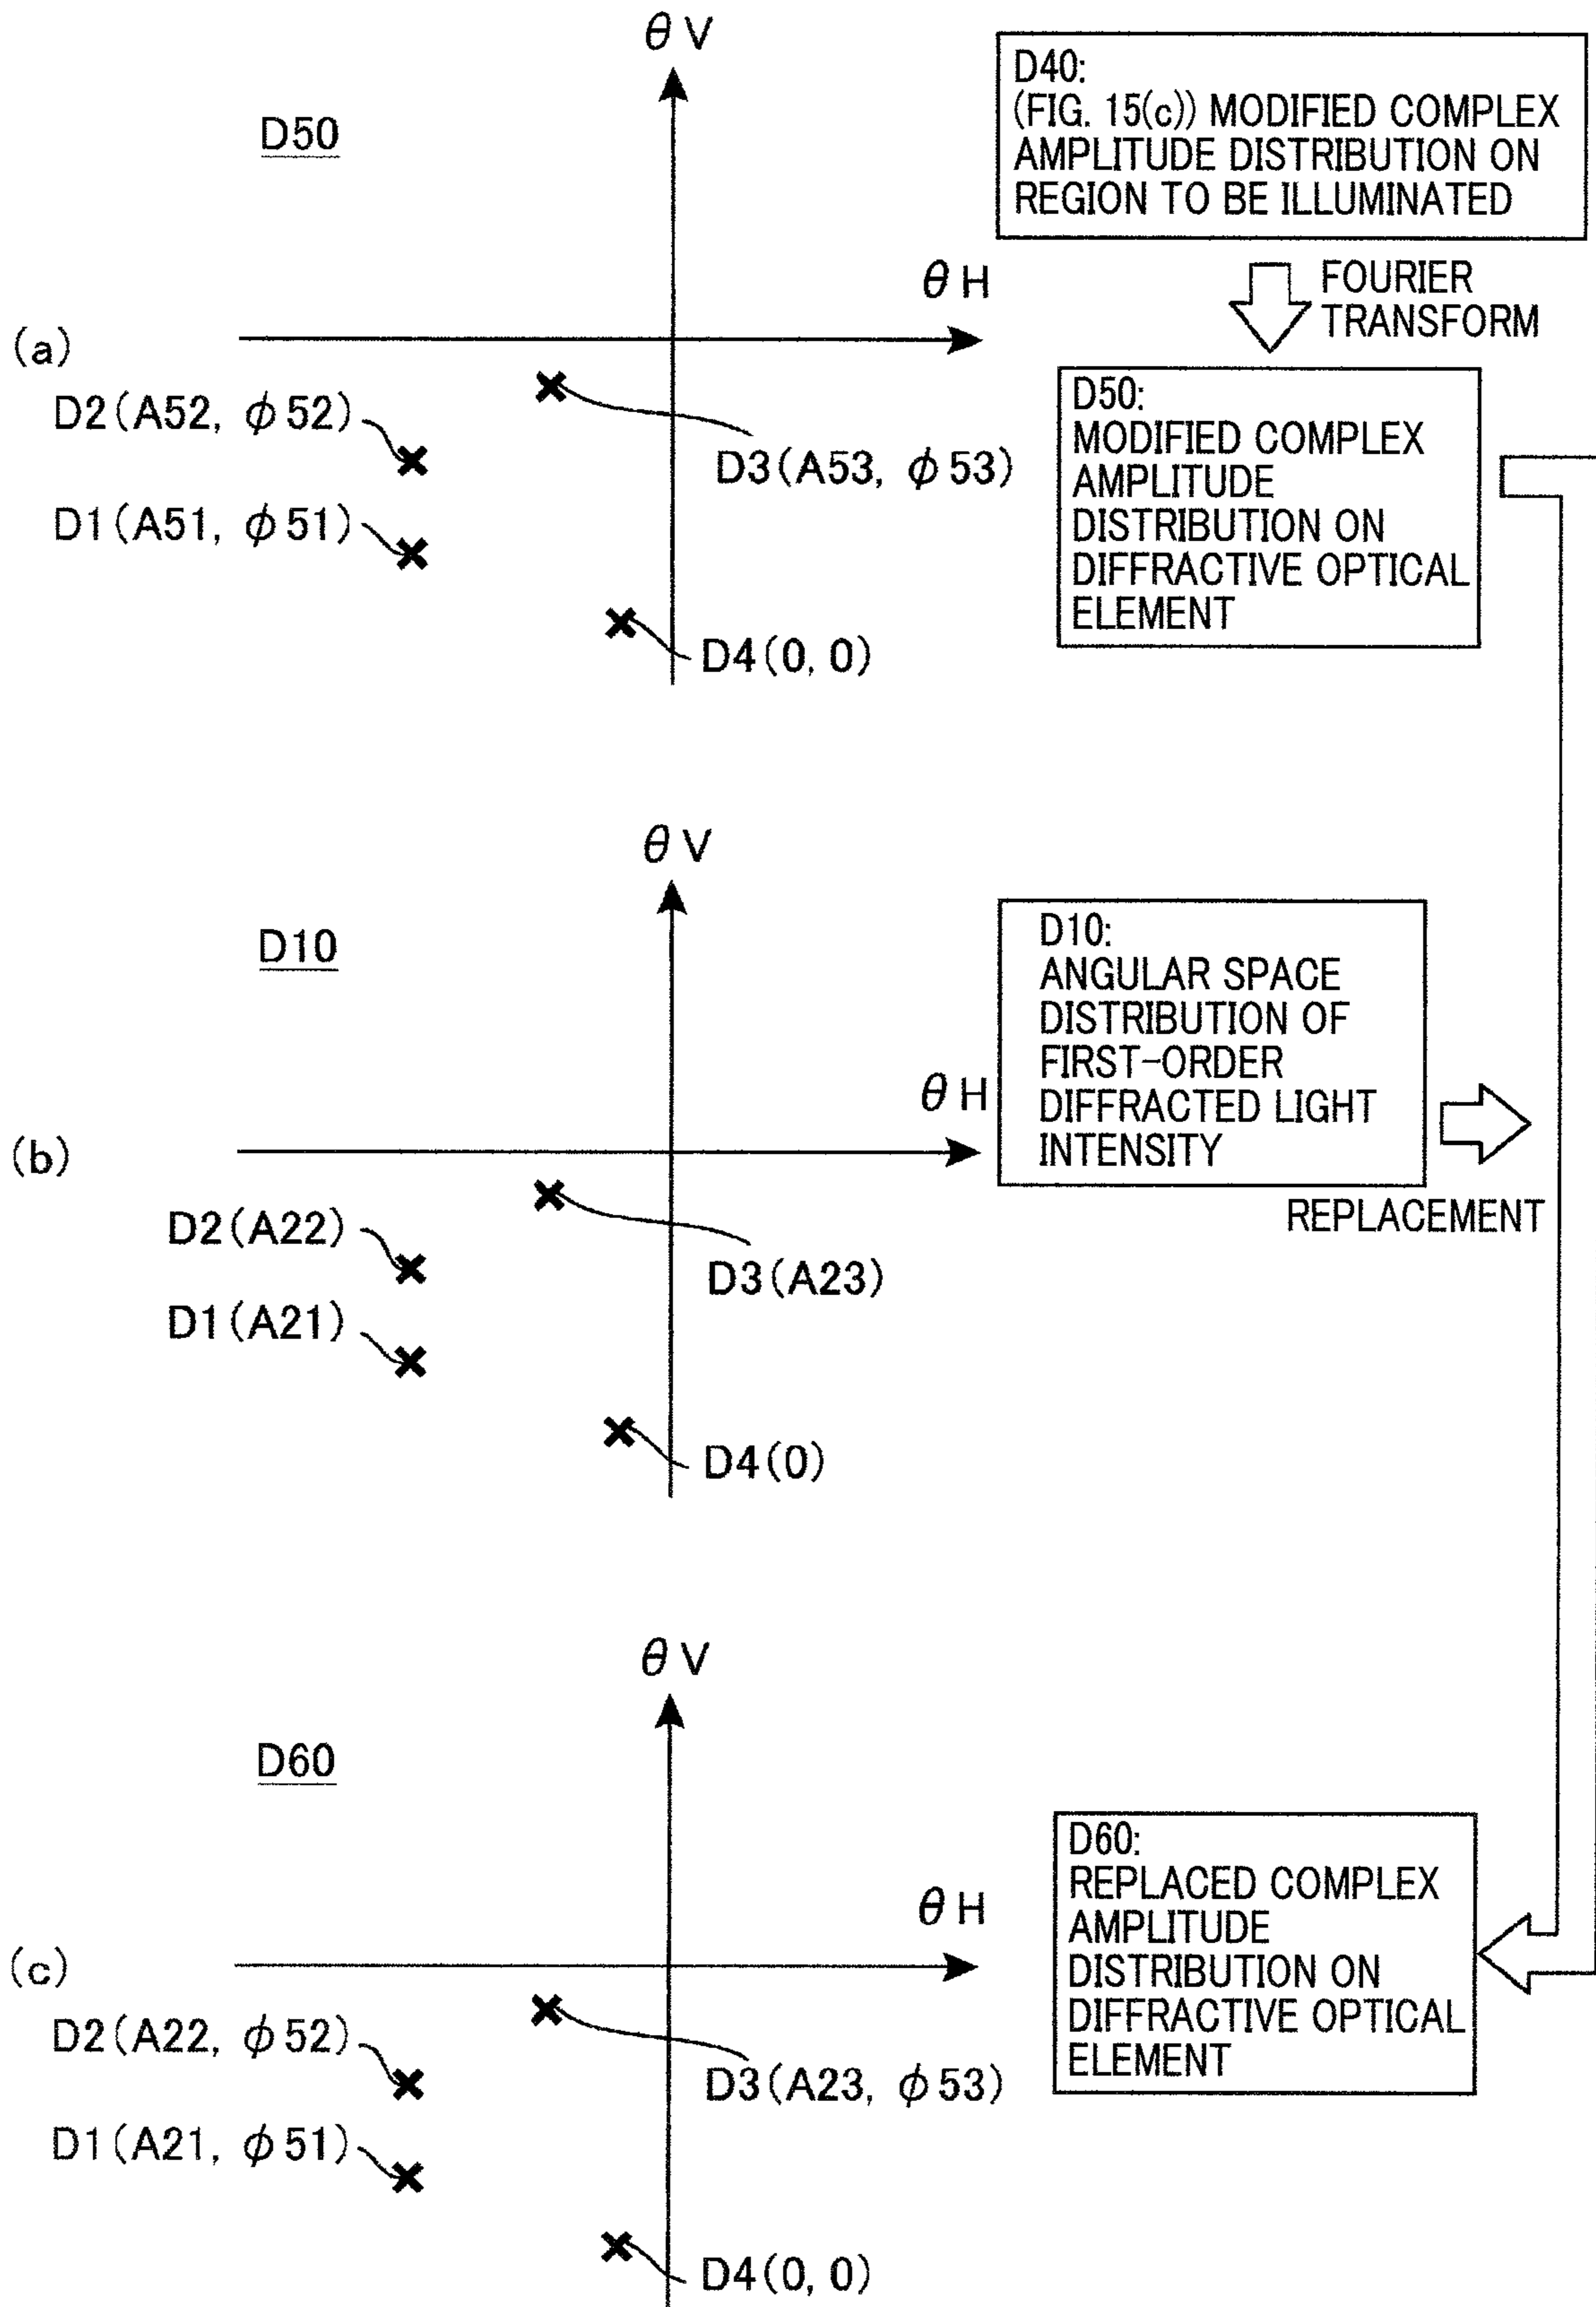 θV
D50
D40:
(FIG. 15(c)) MODIFIED COMPLEX
AMPLITUDE DISTRIBUTION ON
REGION TO BE ILLUMINATED
θH
FOURIER
TRANSFORM
(a)
D2(A52, φ52)
D3(A53, φ53)
D1(A51, φ51)
D4(0, 0)
D50:
MODIFIED COMPLEX
AMPLITUDE
DISTRIBUTION ON
DIFFRACTIVE OPTICAL
ELEMENT
θV
D10
D10:
ANGULAR SPACE
DISTRIBUTION OF
FIRST-ORDER
DIFFRACTED LIGHT
INTENSITY
θH
(b)
REPLACEMENT
D2(A22)
D3(A23)
D1(A21)
D4(0)
θV
D60
θH
D60:
REPLACED COMPLEX
AMPLITUDE
DISTRIBUTION ON
DIFFRACTIVE OPTICAL
ELEMENT
(c)
D2(A22, φ52)
D3(A23, φ53)
D1(A21, φ51)
D4(0, 0)